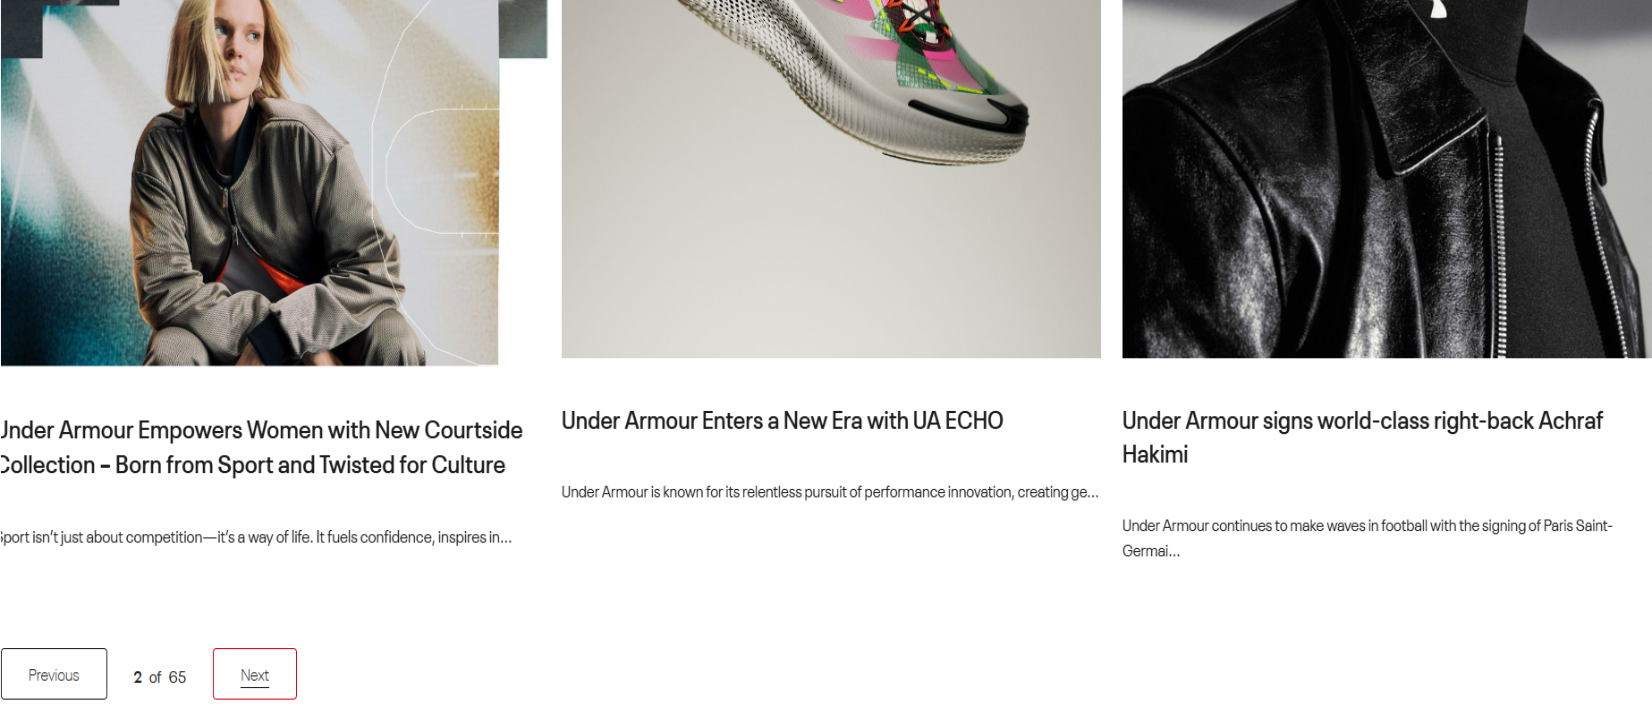 Under Armour Empowers Women with New Courtside
Collection – Born from Sport and Twisted for Culture
Sport isn't just about competition—it's a way of life. It fuels confidence, inspires in...
Under Armour Enters a New Era with UA ECHO
Under Armour is known for its relentless pursuit of performance innovation, creating ge...
Under Armour signs world-class right-back Achraf
Hakimi
Under Armour continues to make waves in football with the signing of Paris Saint-
Germai...
Previous 2 of 65 Next